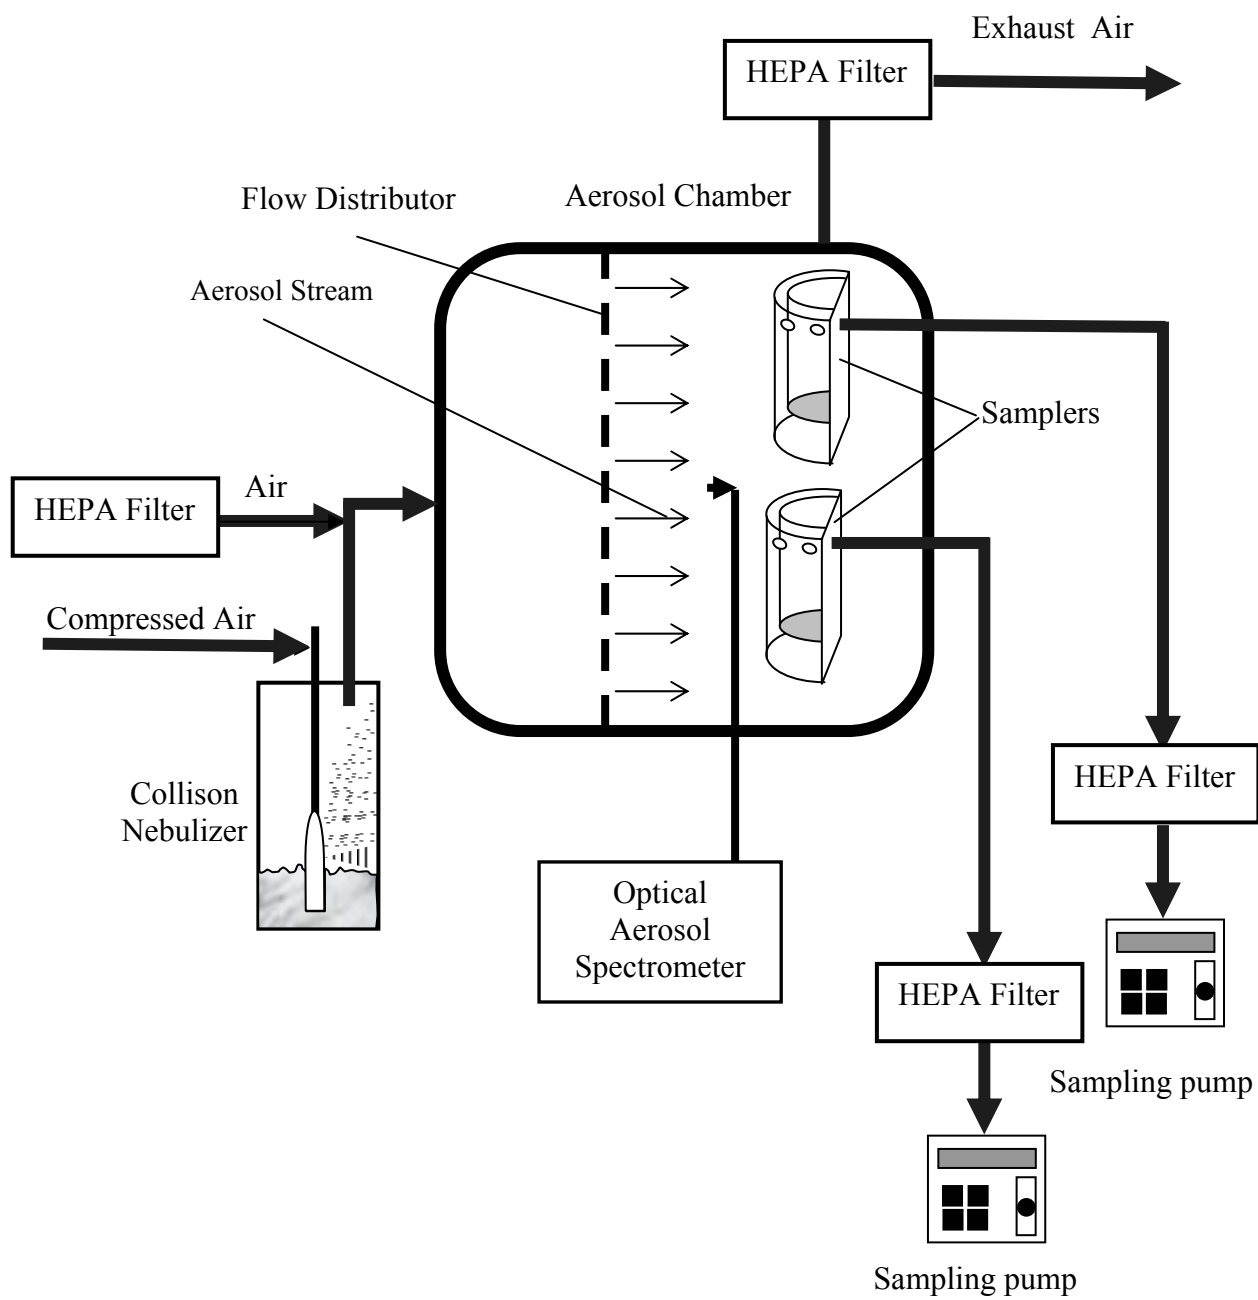 Exhaust Air
HEPA Filter
Flow Distributor
Aerosol Chamber
Aerosol Stream
Samplers
HEPA Filter
Air
Compressed Air
HEPA Filter
Collison
Nebulizer
Optical
Aerosol
Spectrometer
HEPA Filter
Sampling pump
Sampling pump